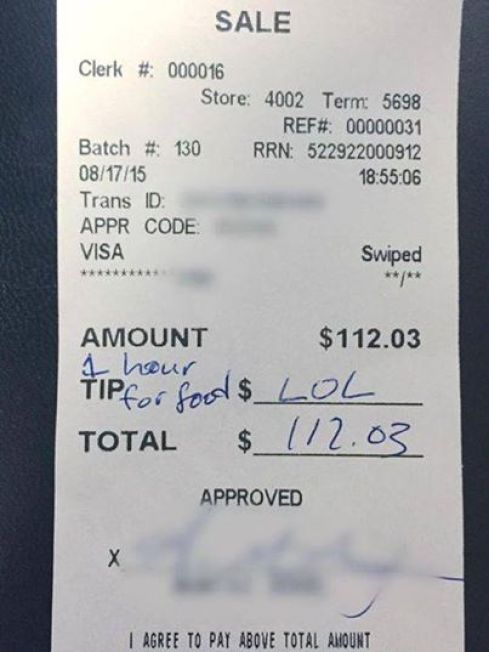 SALE
Clerk #: 000016
Store: 4002 Term: 5698
REF#: 00000031
Batch #: 130 RRN: 522922000912
08/17/15 18:55:06
Trans ID:
APPR CODE:
VISA Swiped
*********** **/**
AMOUNT $112.03
1 hour
for food
TIP $ LOL
TOTAL $ 112.03
APPROVED
X
I AGREE TO PAY ABOVE TOTAL AMOUNT